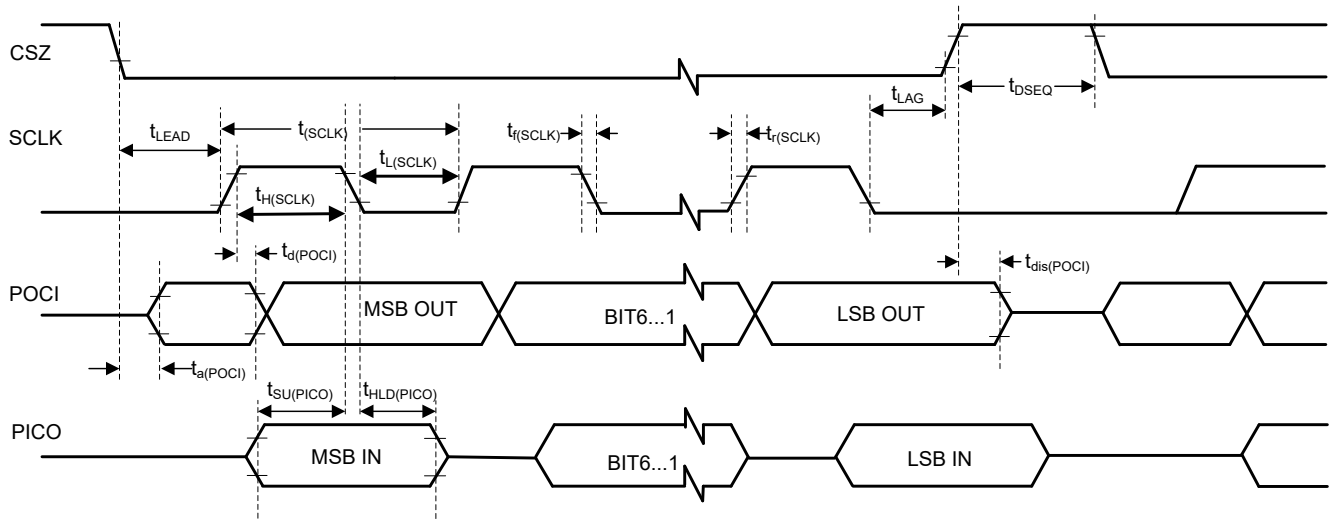 CSZ
tLAG
tDSEQ
SCLK
tLEAD
t(SCLK)
tf(SCLK)
tr(SCLK)
tL(SCLK)
tH(SCLK)
td(POCI)
tdis(POCI)
POCI
MSB OUT
BIT6...1
LSB OUT
ta(POCI)
tSU(PICO)
tHLD(PICO)
PICO
MSB IN
BIT6...1
LSB IN